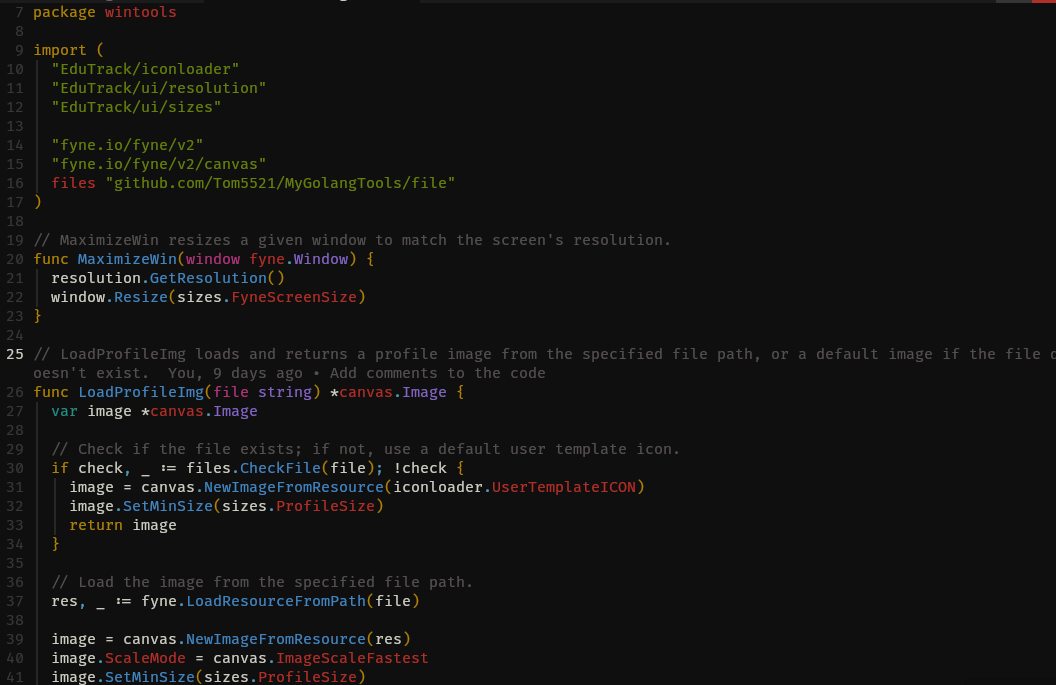 7 package wintools
8
9 import (
10 "EduTrack/iconloader"
11 "EduTrack/ui/resolution"
12 "EduTrack/ui/sizes"
13
14 "fyne.io/fyne/v2"
15 "fyne.io/fyne/v2/canvas"
16 files "github.com/Tom5521/MyGolangTools/file"
17 )
18
19 // MaximizeWin resizes a given window to match the screen's resolution.
20 func MaximizeWin(window fyne.Window) {
21 resolution.GetResolution()
22 window.Resize(sizes.FyneScreenSize)
23 }
24
25 // LoadProfileImg loads and returns a profile image from the specified file path, or a default image if the file d
oesn't exist. You, 9 days ago • Add comments to the code
26 func LoadProfileImg(file string) *canvas.Image {
27 var image *canvas.Image
28
29 // Check if the file exists; if not, use a default user template icon.
30 if check, _ := files.CheckFile(file); !check {
31 image = canvas.NewImageFromResource(iconloader.UserTemplateICON)
32 image.SetMinSize(sizes.ProfileSize)
33 return image
34 }
35
36 // Load the image from the specified file path.
37 res, _ := fyne.LoadResourceFromPath(file)
38
39 image = canvas.NewImageFromResource(res)
40 image.ScaleMode = canvas.ImageScaleFastest
41 image.SetMinSize(sizes.ProfileSize)